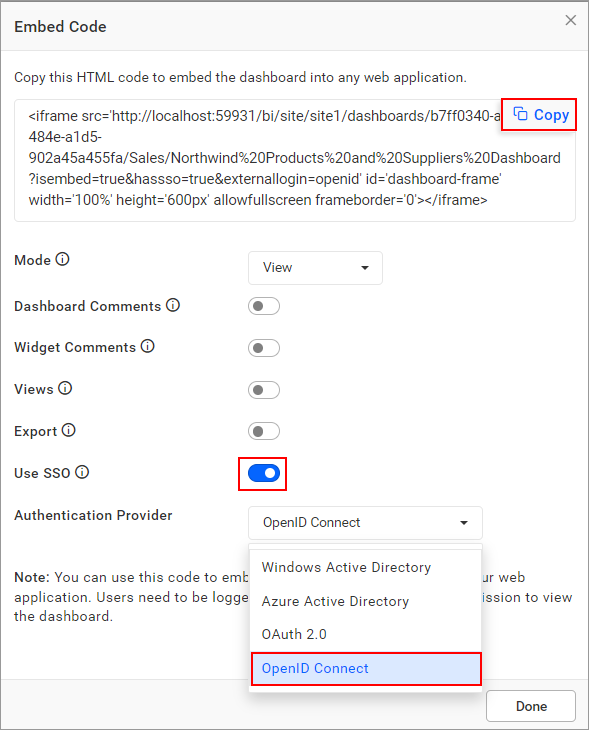 Embed Code
Copy this HTML code to embed the dashboard into any web application.
<iframe src='http://localhost:59931/bi/site/site1/dashboards/b7ff0340-a
Copy
484e-a1d5-
902a45a455fa/Sales/Northwind%20Products%20and%20Suppliers%20Dashboard
?isembed=true&hassso=true&externallogin=openid' id='dashboard-frame'
width='100%' height='600px' allowfullscreen frameborder='0'></iframe>
Mode
View
Dashboard Comments
Widget Comments
Views
Export
Use SSO
Authentication Provider
OpenID Connect
Windows Active Directory
Azure Active Directory
OAuth 2.0
OpenID Connect
Note: You can use this code to emb ur web
application. Users need to be logge ission to view
the dashboard.
Done